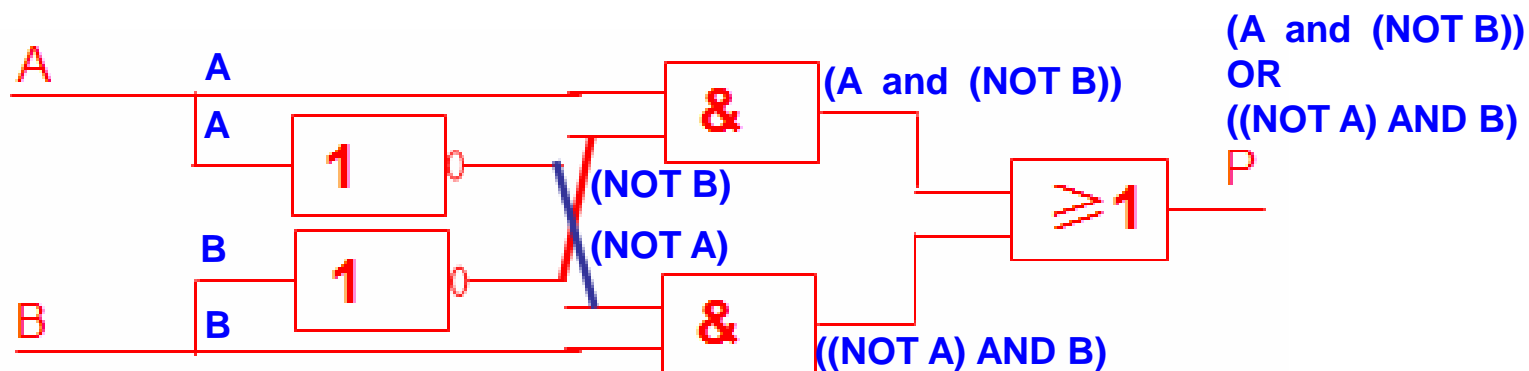 A
A
A
1
B
1
B
B
(NOT B)
(NOT A)
&
(A and (NOT B))
&
((NOT A) AND B)
≥1
(A and (NOT B))
OR
((NOT A) AND B)
P